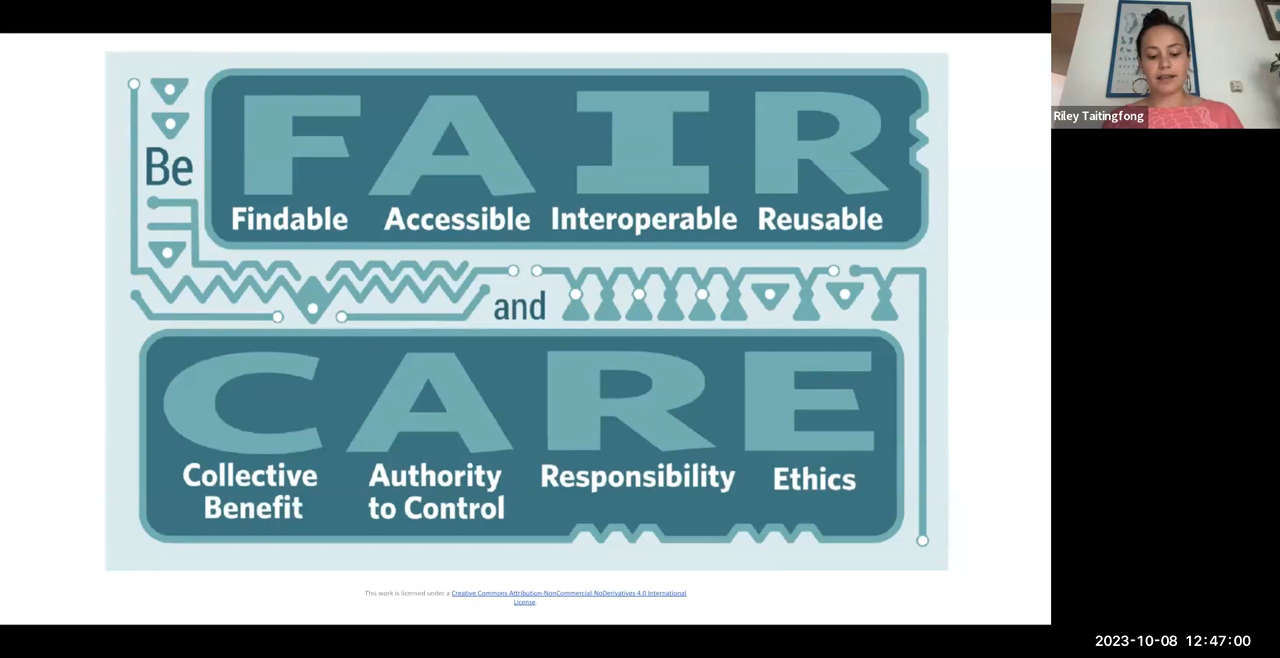 Be
FAIR
Findable Accessible Interoperable Reusable
and
CARE
Collective Benefit
Authority to Control
Responsibility
Ethics
This work is licensed under a Creative Commons Attribution-NonCommercial-NoDerivatives 4.0 International
License
Riley Taitingfong
2023-10-08 12:47:00